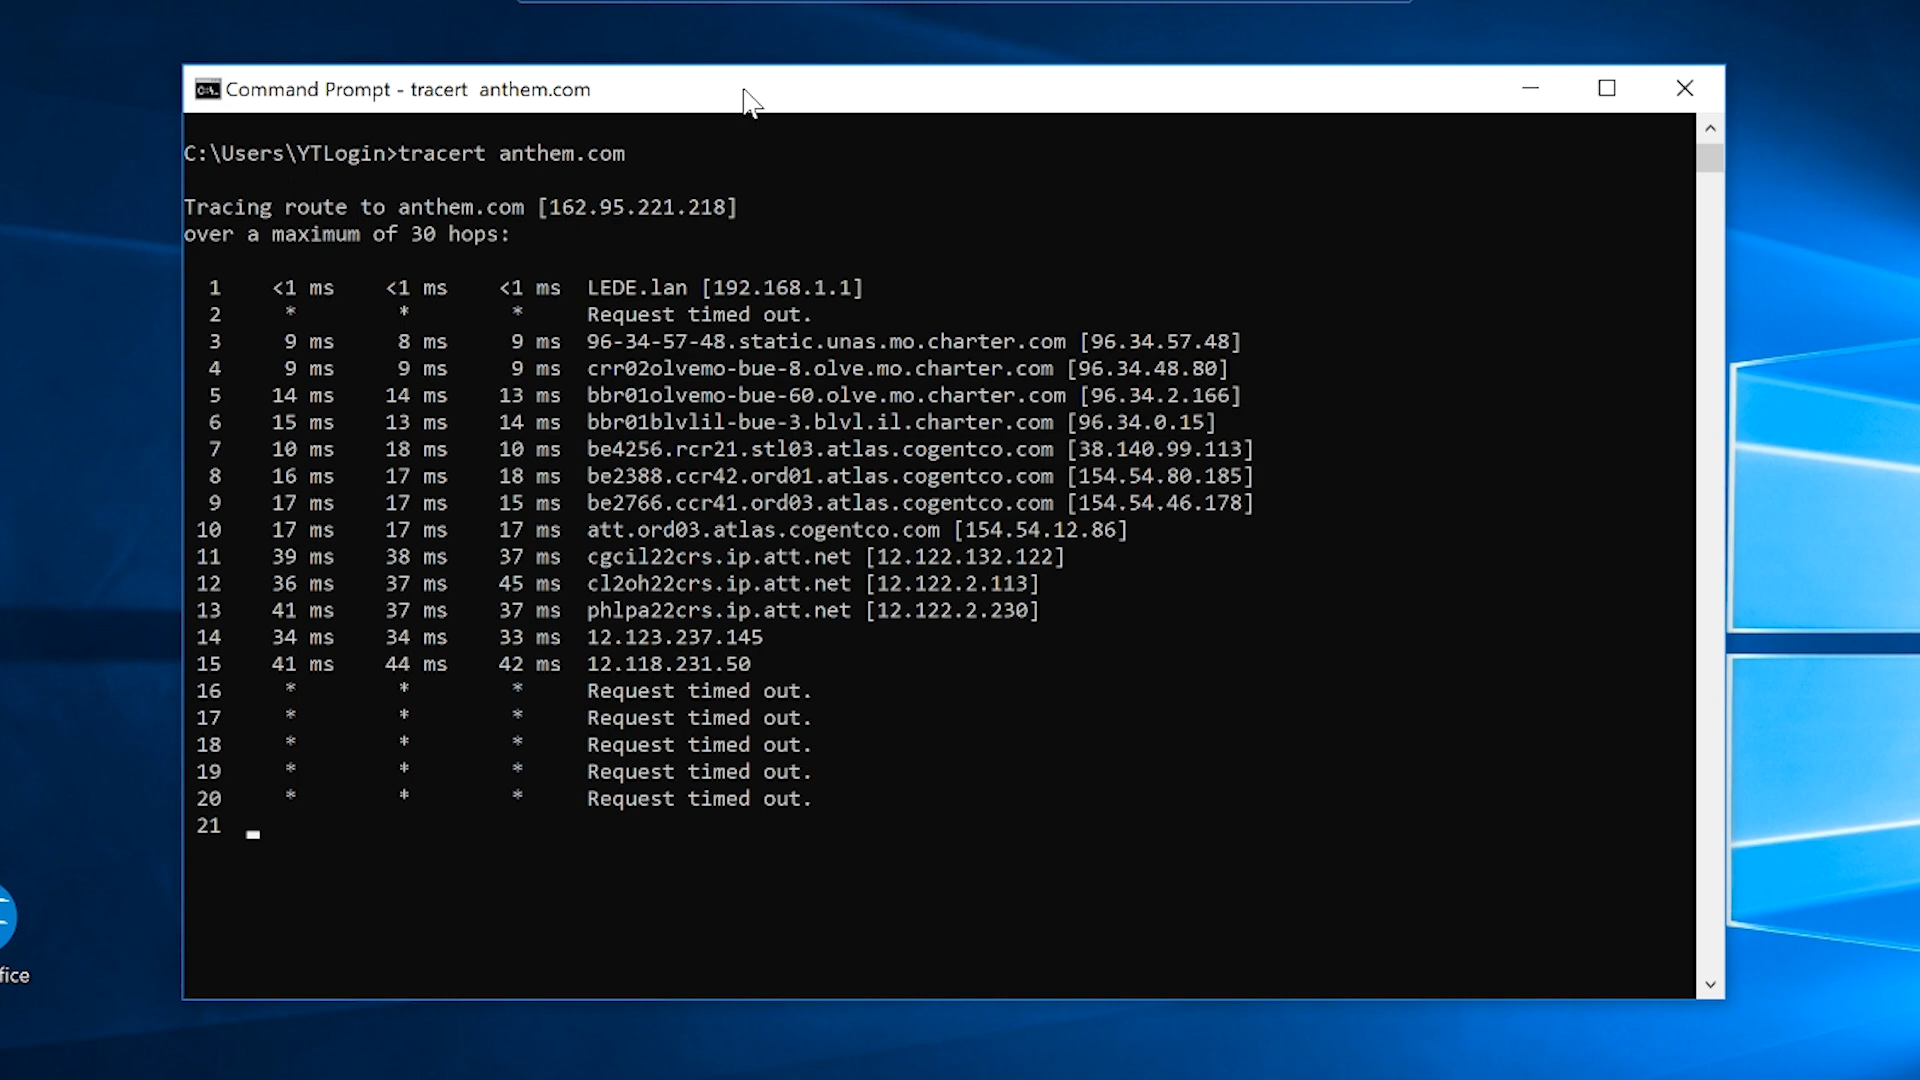 Command Prompt - tracert  anthem.com
C:\Users\YTLogin>tracert anthem.com
Tracing route to anthem.com [162.95.221.218]
over a maximum of 30 hops:
1    <1 ms    <1 ms    <1 ms  LEDE.lan [192.168.1.1]
2     *        *        *     Request timed out.
3     9 ms     8 ms     9 ms  96-34-57-48.static.unas.mo.charter.com [96.34.57.48]
4     9 ms     9 ms     9 ms  crr02olvemo-bue-8.olve.mo.charter.com [96.34.48.80]
5    14 ms    14 ms    13 ms  bbr01olvemo-bue-60.olve.mo.charter.com [96.34.2.166]
6    15 ms    13 ms    14 ms  bbr01blvlil-bue-3.blvl.il.charter.com [96.34.0.15]
7    10 ms    18 ms    10 ms  be4256.rcr21.stl03.atlas.cogentco.com [38.140.99.113]
8    16 ms    17 ms    18 ms  be2388.ccr42.ord01.atlas.cogentco.com [154.54.80.185]
9    17 ms    17 ms    15 ms  be2766.ccr41.ord03.atlas.cogentco.com [154.54.46.178]
10    17 ms    17 ms    17 ms  att.ord03.atlas.cogentco.com [154.54.12.86]
11    39 ms    38 ms    37 ms  cgcil22crs.ip.att.net [12.122.132.122]
12    36 ms    37 ms    45 ms  cl2oh22crs.ip.att.net [12.122.2.113]
13    41 ms    37 ms    37 ms  phlpa22crs.ip.att.net [12.122.2.230]
14    34 ms    34 ms    33 ms  12.123.237.145
15    41 ms    44 ms    42 ms  12.118.231.50
16     *        *        *     Request timed out.
17     *        *        *     Request timed out.
18     *        *        *     Request timed out.
19     *        *        *     Request timed out.
20     *        *        *     Request timed out.
21
fice